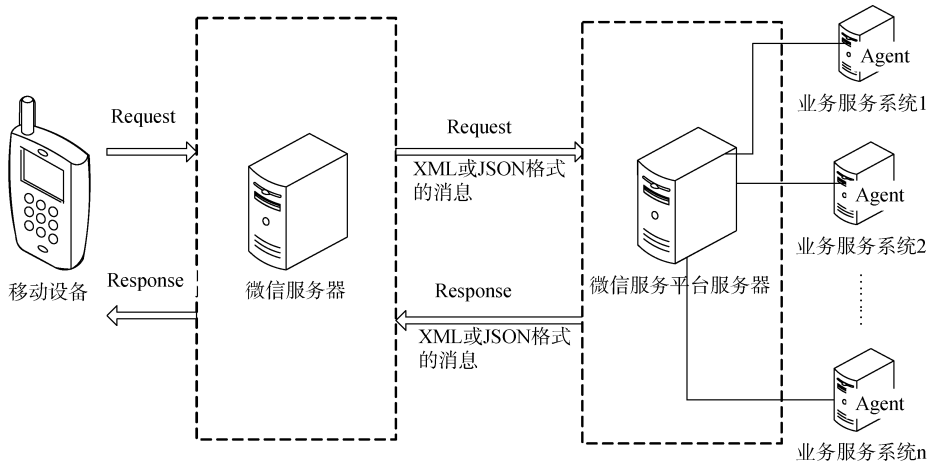 Request
移动设备
Response
微信服务器
Request
XML或JSON格式
的消息
Response
XML或JSON格式
的消息
微信服务平台服务器
Agent
业务服务系统1
Agent
业务服务系统2
Agent
业务服务系统n